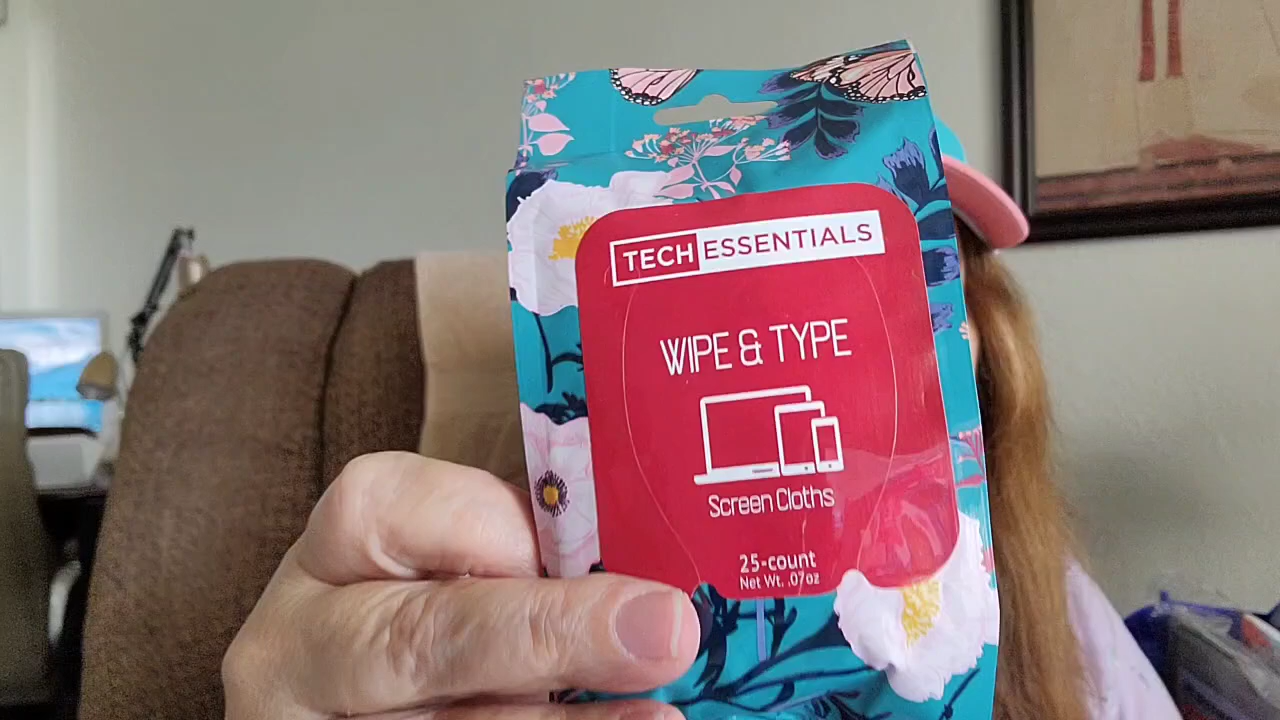 TECH ESSENTIALS
WIPE & TYPE
Screen Cloths
25-count
Net Wt. .07oz